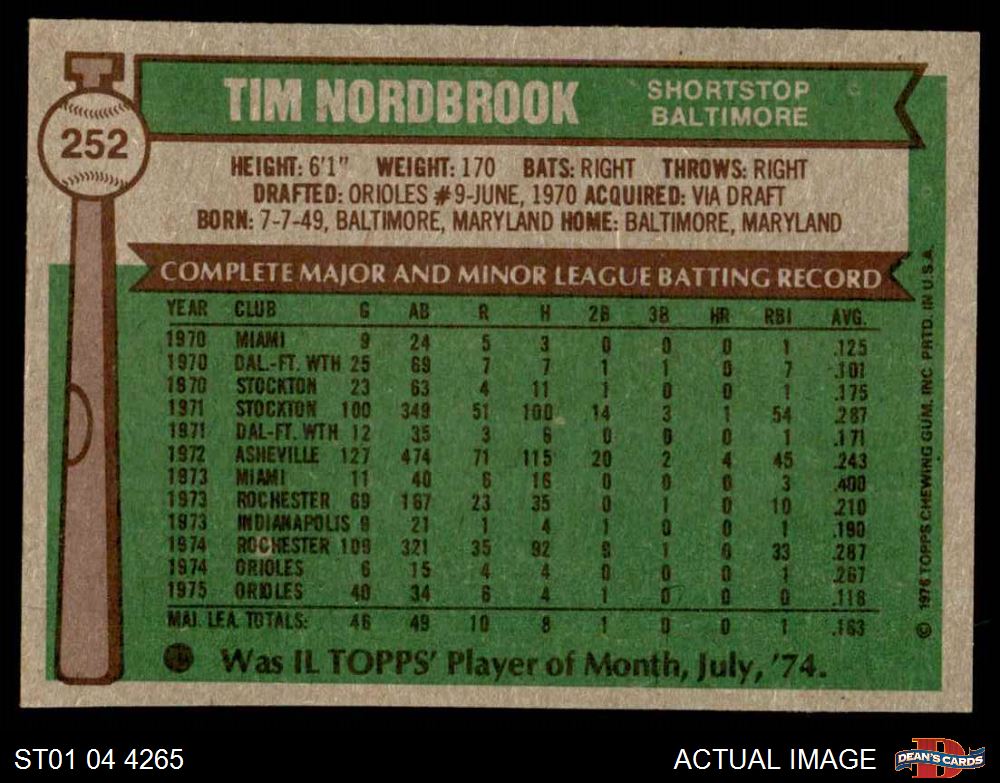 252
TIM NORDBROOK
SHORTSTOP
BALTIMORE
HEIGHT: 6'1" WEIGHT: 170 BATS: RIGHT THROWS: RIGHT
DRAFTED: ORIOLES #9-JUNE, 1970 ACQUIRED: VIA DRAFT
BORN: 7-7-49, BALTIMORE, MARYLAND HOME: BALTIMORE, MARYLAND
COMPLETE MAJOR AND MINOR LEAGUE BATTING RECORD
YEAR CLUB G AB R H 2B 3B HR RBI AVG.
1970 MIAMI 9 24 5 3 0 0 0 1 .125
1970 DAL.-FT. WTH 25 69 7 7 1 1 0 7 .101
1970 STOCKTON 23 63 4 11 1 0 0 1 .175
1971 STOCKTON 100 349 51 100 14 3 1 54 .287
1971 DAL-FT. WTH 12 35 3 6 0 0 0 1 .171
1972 ASHEVILLE 127 474 71 115 20 2 4 45 .243
1973 MIAMI 11 40 6 16 0 0 0 3 .400
1973 ROCHESTER 69 167 23 35 0 1 0 10 .210
1973 INDIANAPOLIS 9 21 1 4 1 0 0 1 .190
1974 ROCHESTER 109 321 35 92 9 1 0 33 .287
1974 ORIOLES 6 15 4 4 0 0 0 1 .267
1975 ORIOLES 40 34 6 4 1 0 0 0 .118
MAJ. LEA. TOTALS: 46 49 10 8 1 0 0 1 .163
Was IL TOPPS' Player of Month, July, '74.
© 1976 TOPPS CHEWING GUM, INC PRTD. IN U.S.A.
ST01 04 4265
ACTUAL IMAGE
DEAN'S CARDS